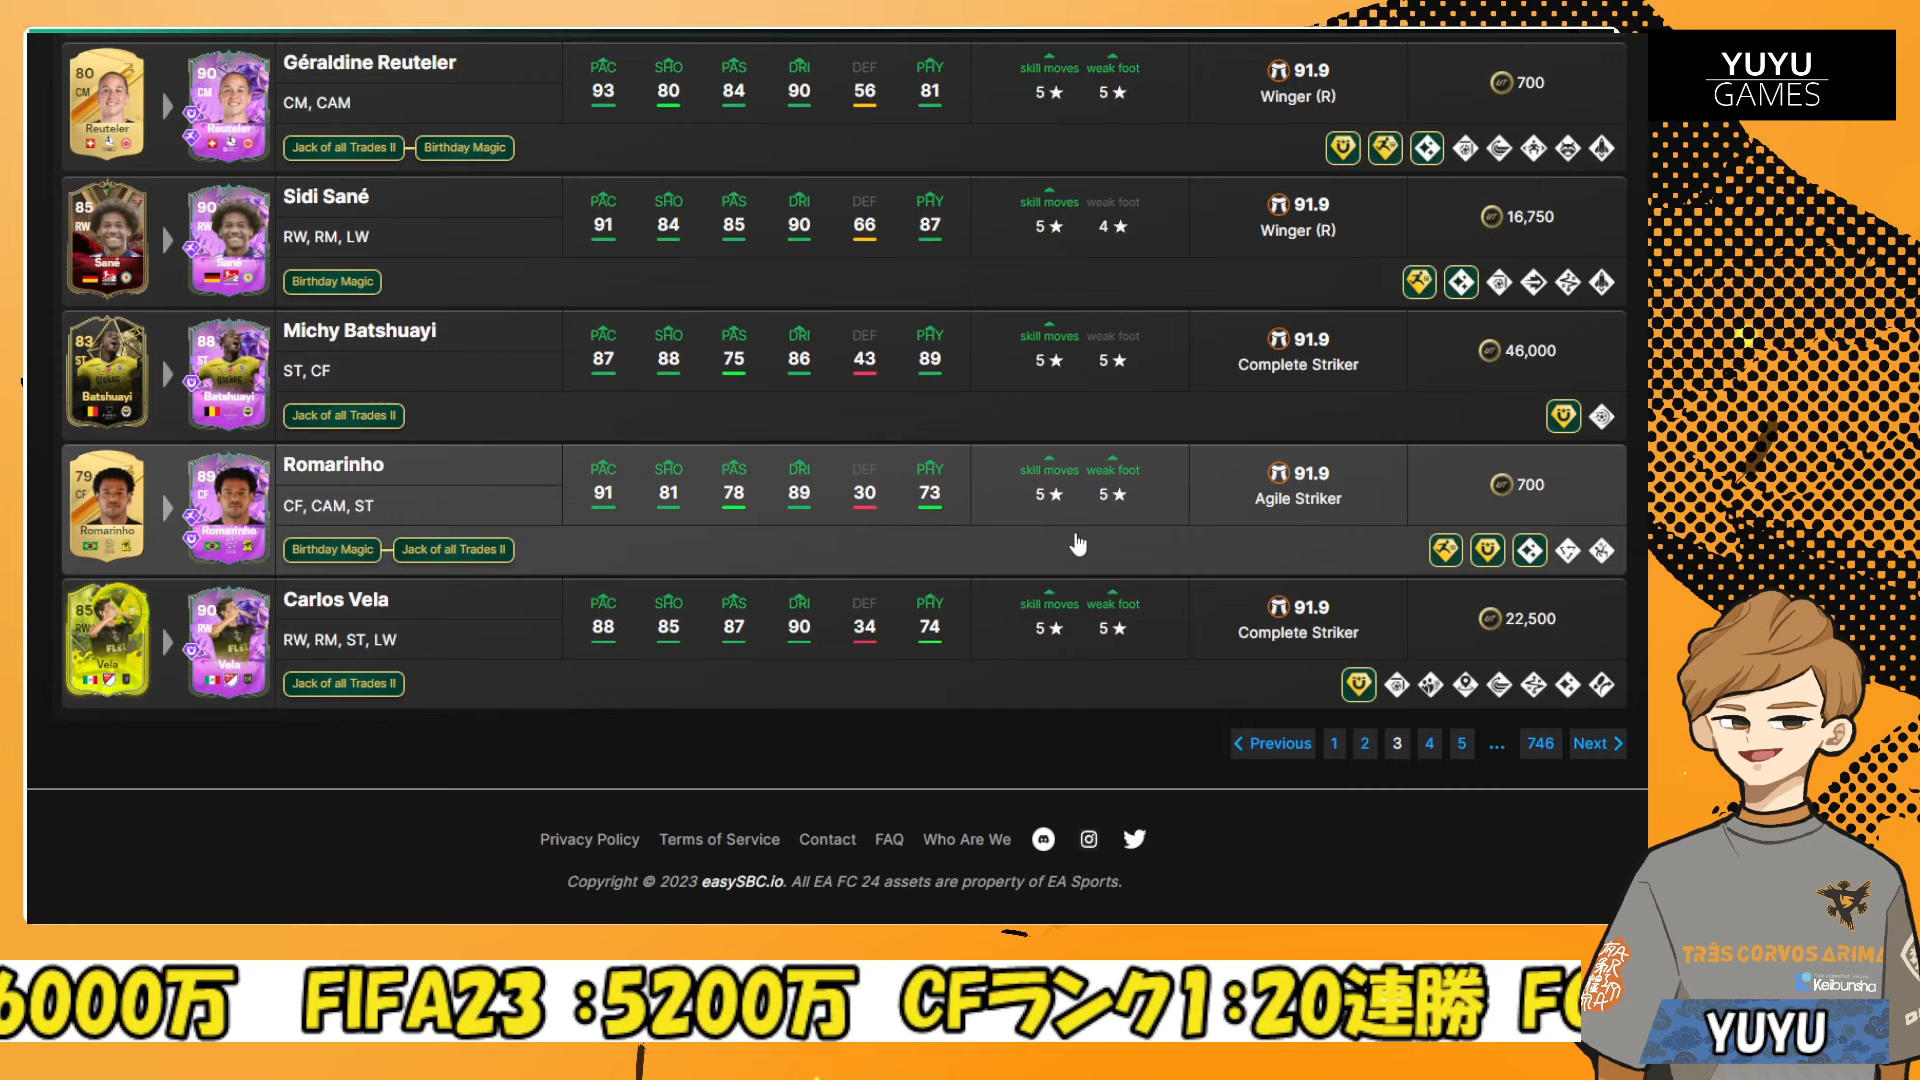 YUYU
GAMES
80
CM
Reuteler
90
CM
Reuteler
Géraldine Reuteler
CM, CAM
PAC SHO PAS DRI DEF PHY
93 80 84 90 56 81
skill moves weak foot
5 ★ 5 ★
91.9
Winger (R)
700
Jack of all Trades II Birthday Magic
85
RW
Sané
90
RW
Sané
Sidi Sané
RW, RM, LW
PAC SHO PAS DRI DEF PHY
91 84 85 90 66 87
skill moves weak foot
5 ★ 4 ★
91.9
Winger (R)
16,750
Birthday Magic
83
ST
Batshuayi
88
ST
Batshuayi
Michy Batshuayi
ST, CF
PAC SHO PAS DRI DEF PHY
87 88 75 86 43 89
skill moves weak foot
5 ★ 5 ★
91.9
Complete Striker
46,000
Jack of all Trades II
79
CF
Romarinho
89
CF
Romarinho
Romarinho
CF, CAM, ST
PAC SHO PAS DRI DEF PHY
91 81 78 89 30 73
skill moves weak foot
5 ★ 5 ★
91.9
Agile Striker
700
Birthday Magic Jack of all Trades II
85
RW
Vela
90
RW
Vela
Carlos Vela
RW, RM, ST, LW
PAC SHO PAS DRI DEF PHY
88 85 87 90 34 74
skill moves weak foot
5 ★ 5 ★
91.9
Complete Striker
22,500
Jack of all Trades II
Previous 1 2 3 4 5 ... 746 Next
Privacy Policy Terms of Service Contact FAQ Who Are We
Copyright © 2023 easySBC.io. All EA FC 24 assets are property of EA Sports.
TRÊS CORVOS ARIMA
Keibunsha
6000万 FIFA23 :5200万 CFランク1:20連勝 F
YUYU